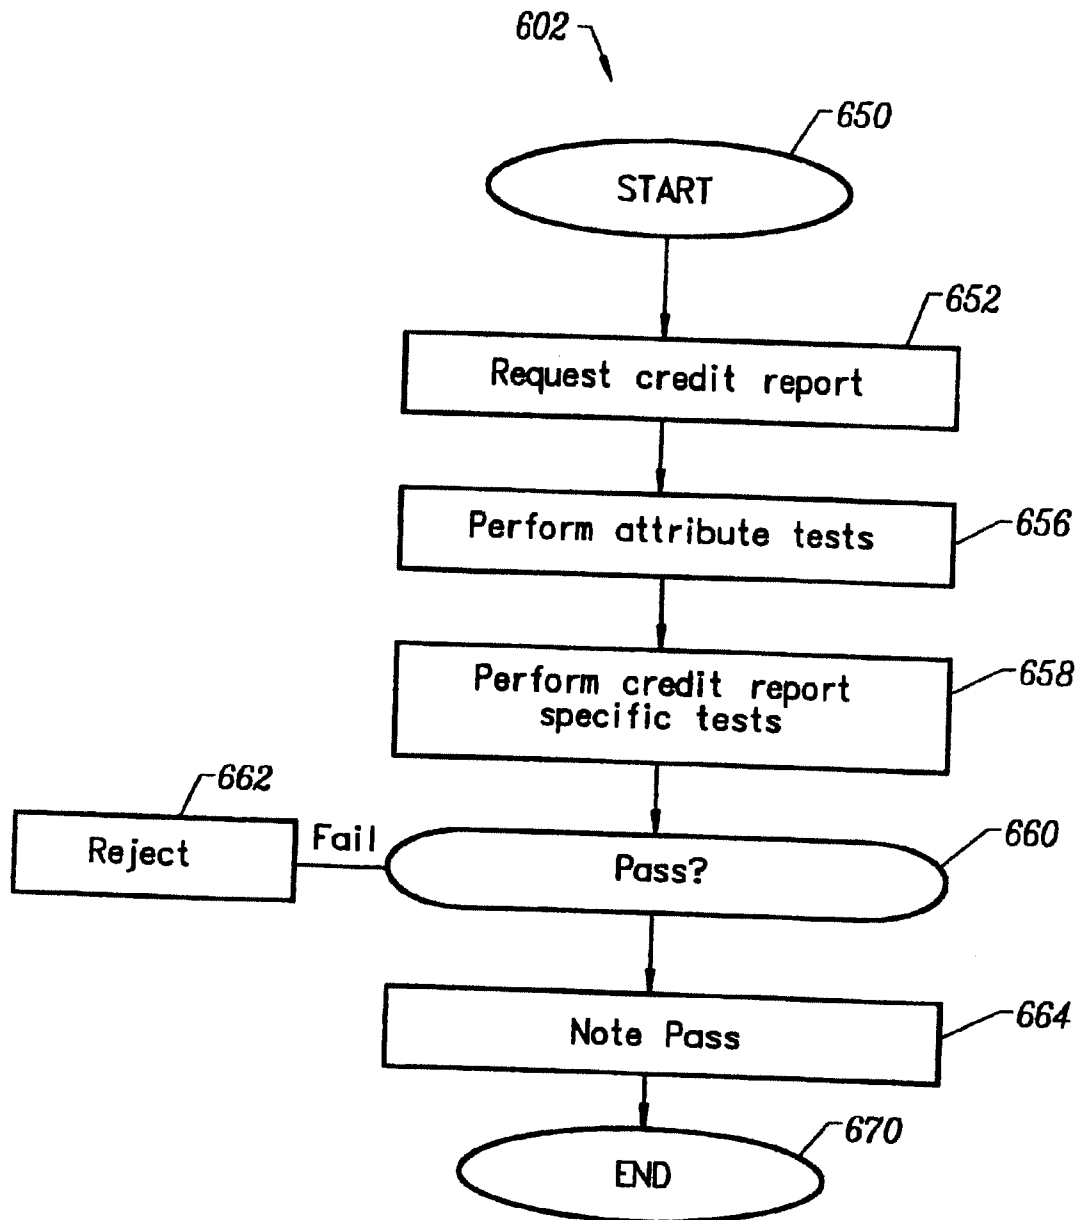 602
650
START
652
Request credit report
Perform attribute tests
656
Perform credit report
specific tests
658
662
Reject
Fail
Pass?
660
Note Pass
664
670
END